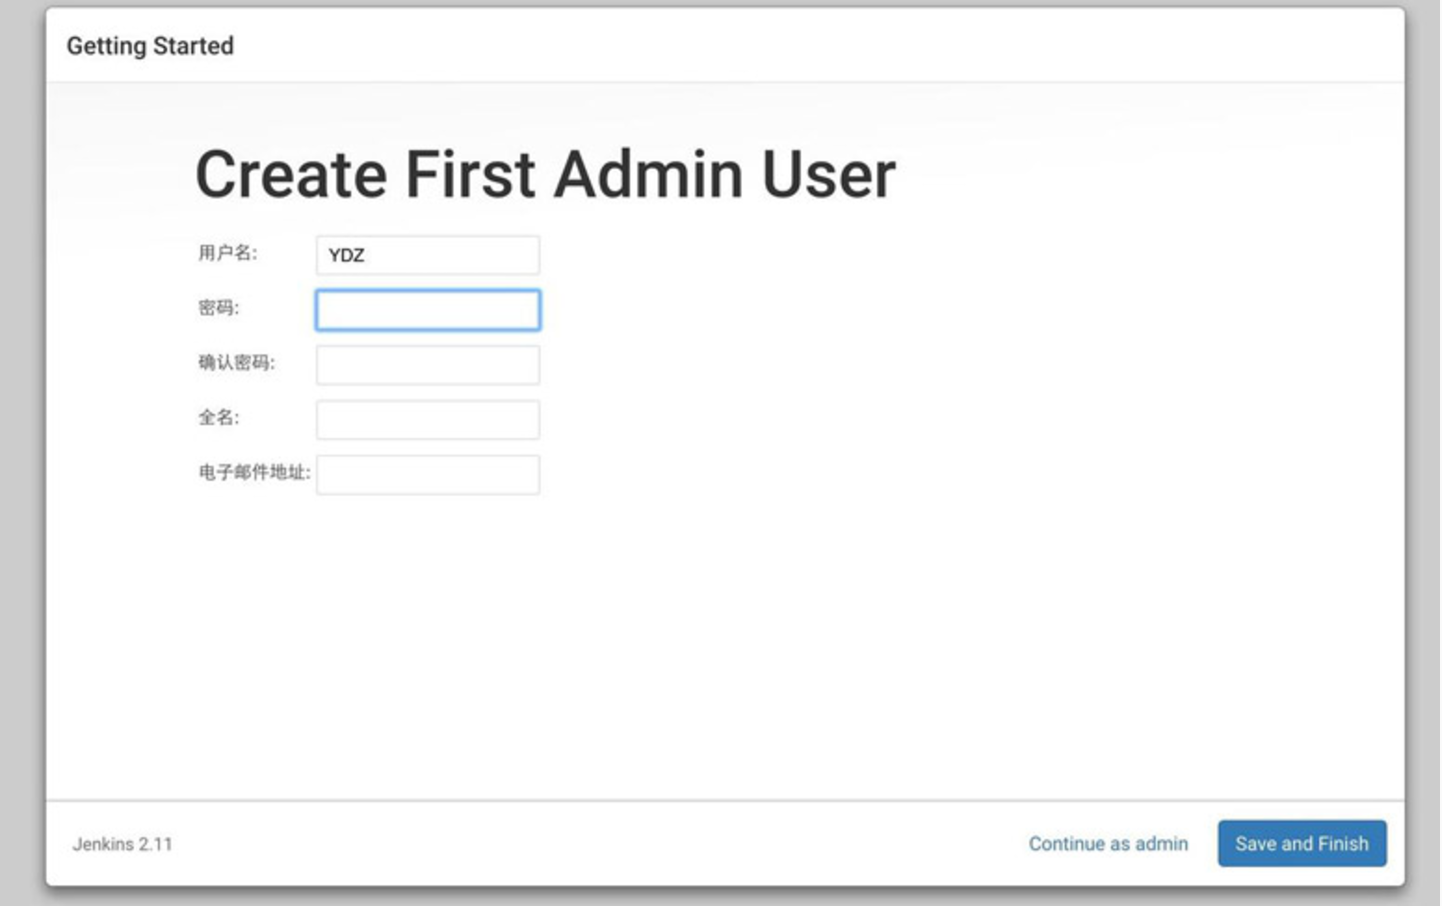 Getting Started
Create First Admin User
用户名: YDZ
密码:
确认密码:
全名:
电子邮件地址:
Jenkins 2.11 Continue as admin Save and Finish